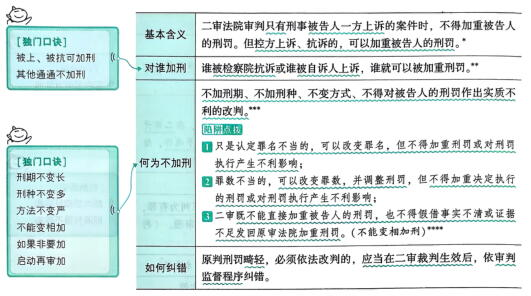 基本含义
二审法院审判只有刑事被告人一方上诉的案件时，不得加重被告人
的刑罚。但控方上诉、抗诉的，可以加重被告人的刑罚。*
【独门口诀】
被上、被抗可加刑
其他通通不加刑
对谁加刑
谁被检察院抗诉或谁被自诉人上诉，谁就可以被加重刑罚。**
何为不加刑
不加刑期、不加刑种、不变方式、不得对被告人的刑罚作出实质不
利的改判。***
陷阱点拨
1 只是认定罪名不当的，可以改变罪名，但不得加重刑罚或对刑罚
执行产生不利影响；
2 罪数不当的，可以改变罪数，并调整刑罚，但不得加重决定执行
的刑罚或对刑罚执行产生不利影响；
3 二审既不能直接加重被告人的刑罚，也不得假借事实不清或证据
不足发回原审法院加重刑罚。（不能变相加刑）****
【独门口诀】
刑期不变长
刑种不变多
方法不变严
不能变相加
如果非要加
启动再审加
如何纠错
原判刑罚畸轻，必须依法改判的，应当在二审裁判生效后，依审判
监督程序纠错。